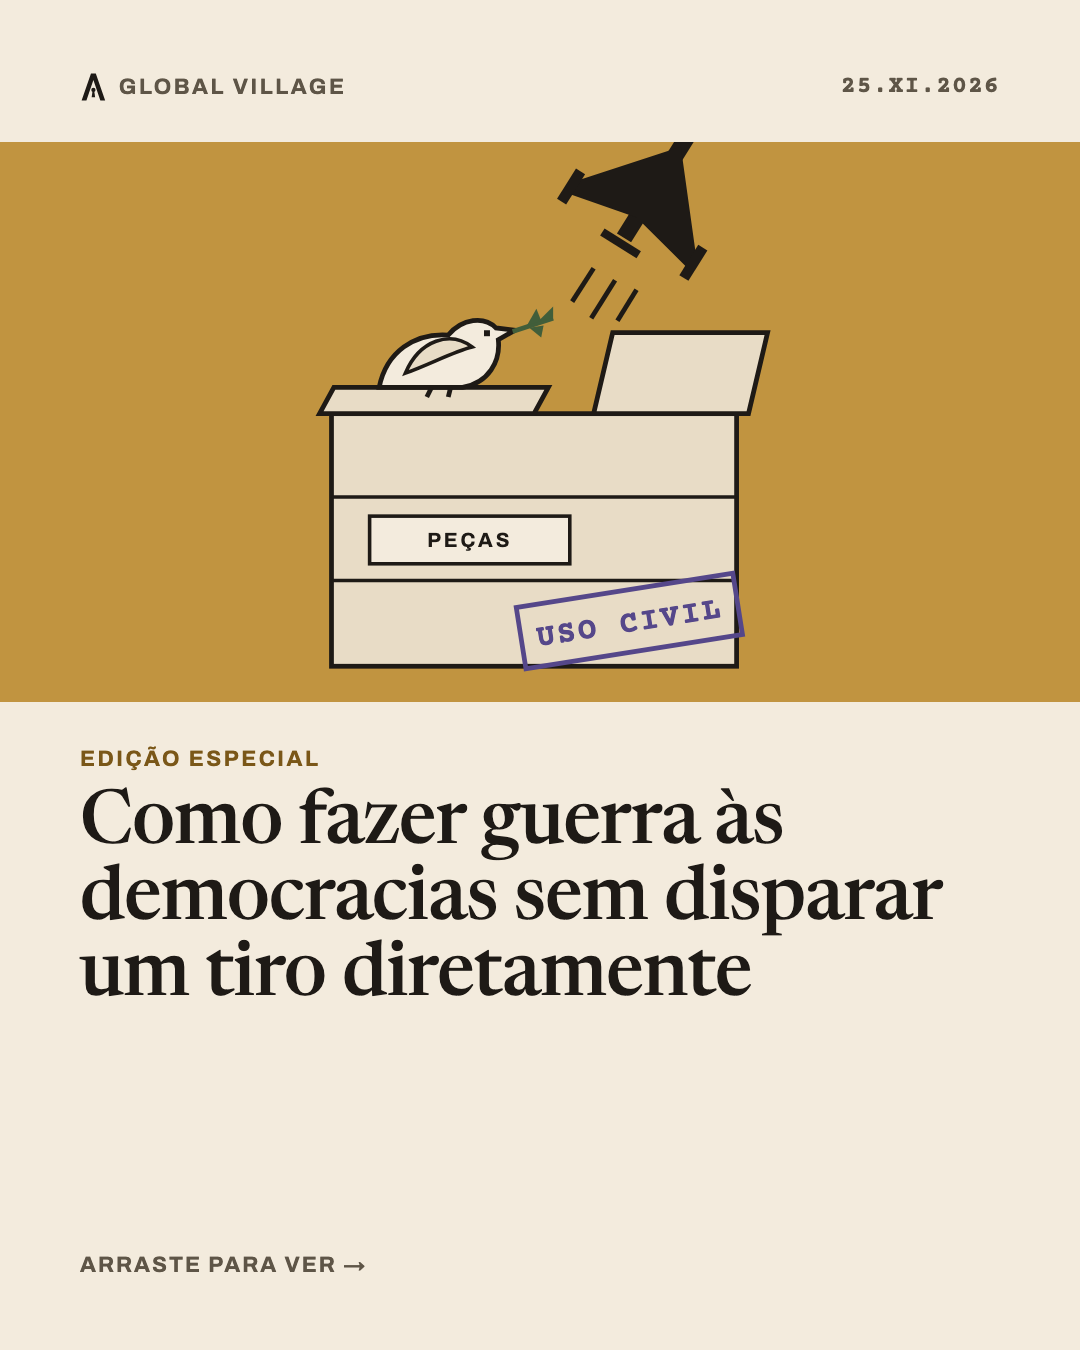 GLOBAL VILLAGE
25.XI.2026
PEÇAS
USO CIVIL
EDIÇÃO ESPECIAL
Como fazer guerra às
democracias sem disparar
um tiro diretamente
ARRASTE PARA VER →